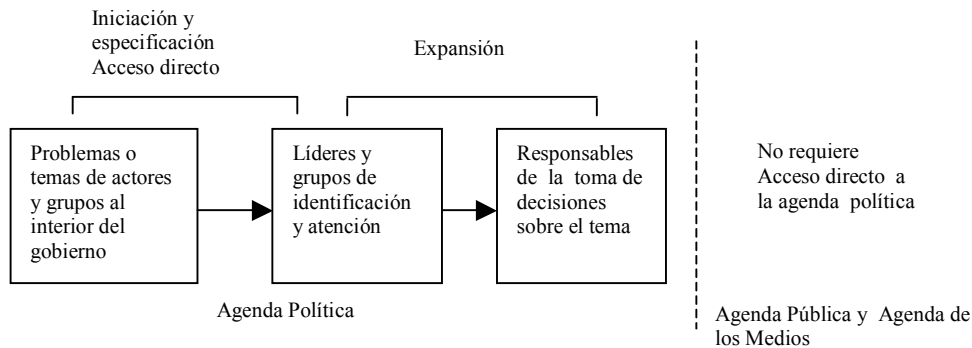 Iniciación y
especificación
Acceso directo
Expansión
Problemas o
temas de actores
y grupos al
interior del
gobierno
Líderes y
grupos de
identificación
y atención
Responsables
de la toma de
decisiones
sobre el tema
No requiere
Acceso directo a
la agenda política
Agenda Política
Agenda Pública y Agenda de
los Medios